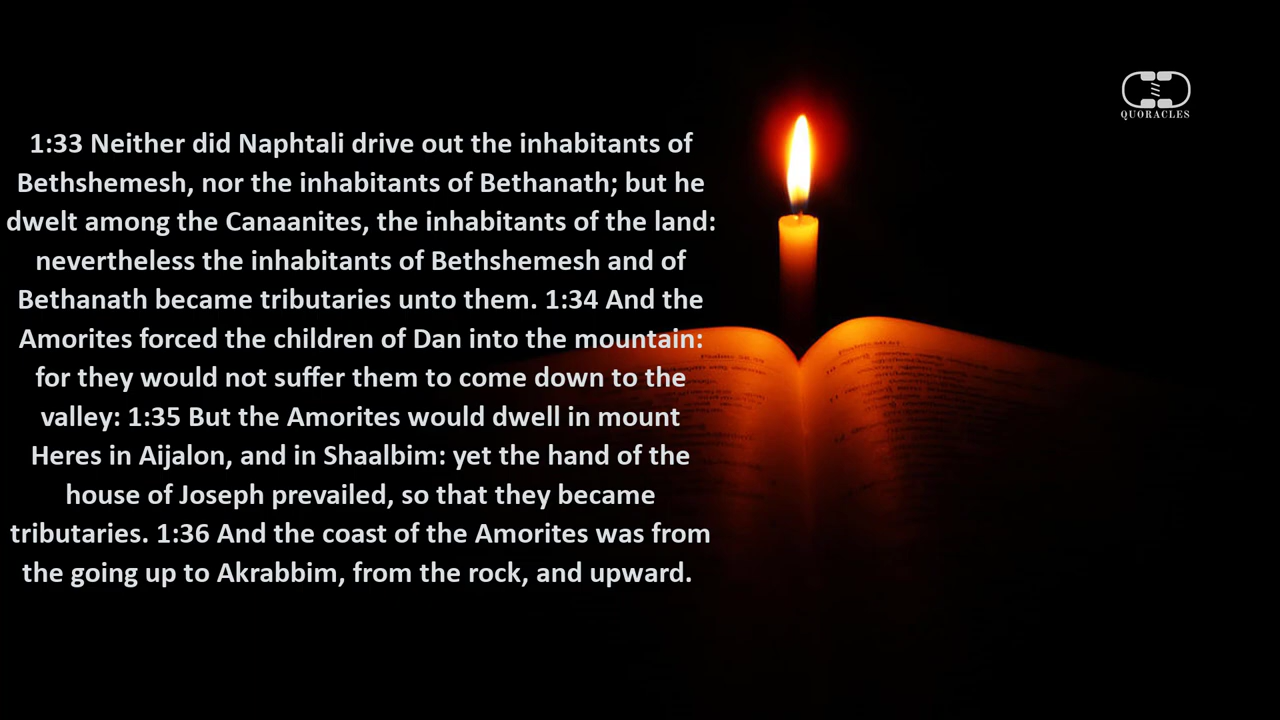 1:33 Neither did Naphtali drive out the inhabitants of
Bethshemesh, nor the inhabitants of Bethanath; but he
dwelt among the Canaanites, the inhabitants of the land:
nevertheless the inhabitants of Bethshemesh and of
Bethanath became tributaries unto them. 1:34 And the
Amorites forced the children of Dan into the mountain:
for they would not suffer them to come down to the
valley: 1:35 But the Amorites would dwell in mount
Heres in Aijalon, and in Shaalbim: yet the hand of the
house of Joseph prevailed, so that they became
tributaries. 1:36 And the coast of the Amorites was from
the going up to Akrabbim, from the rock, and upward.
QUORACLES